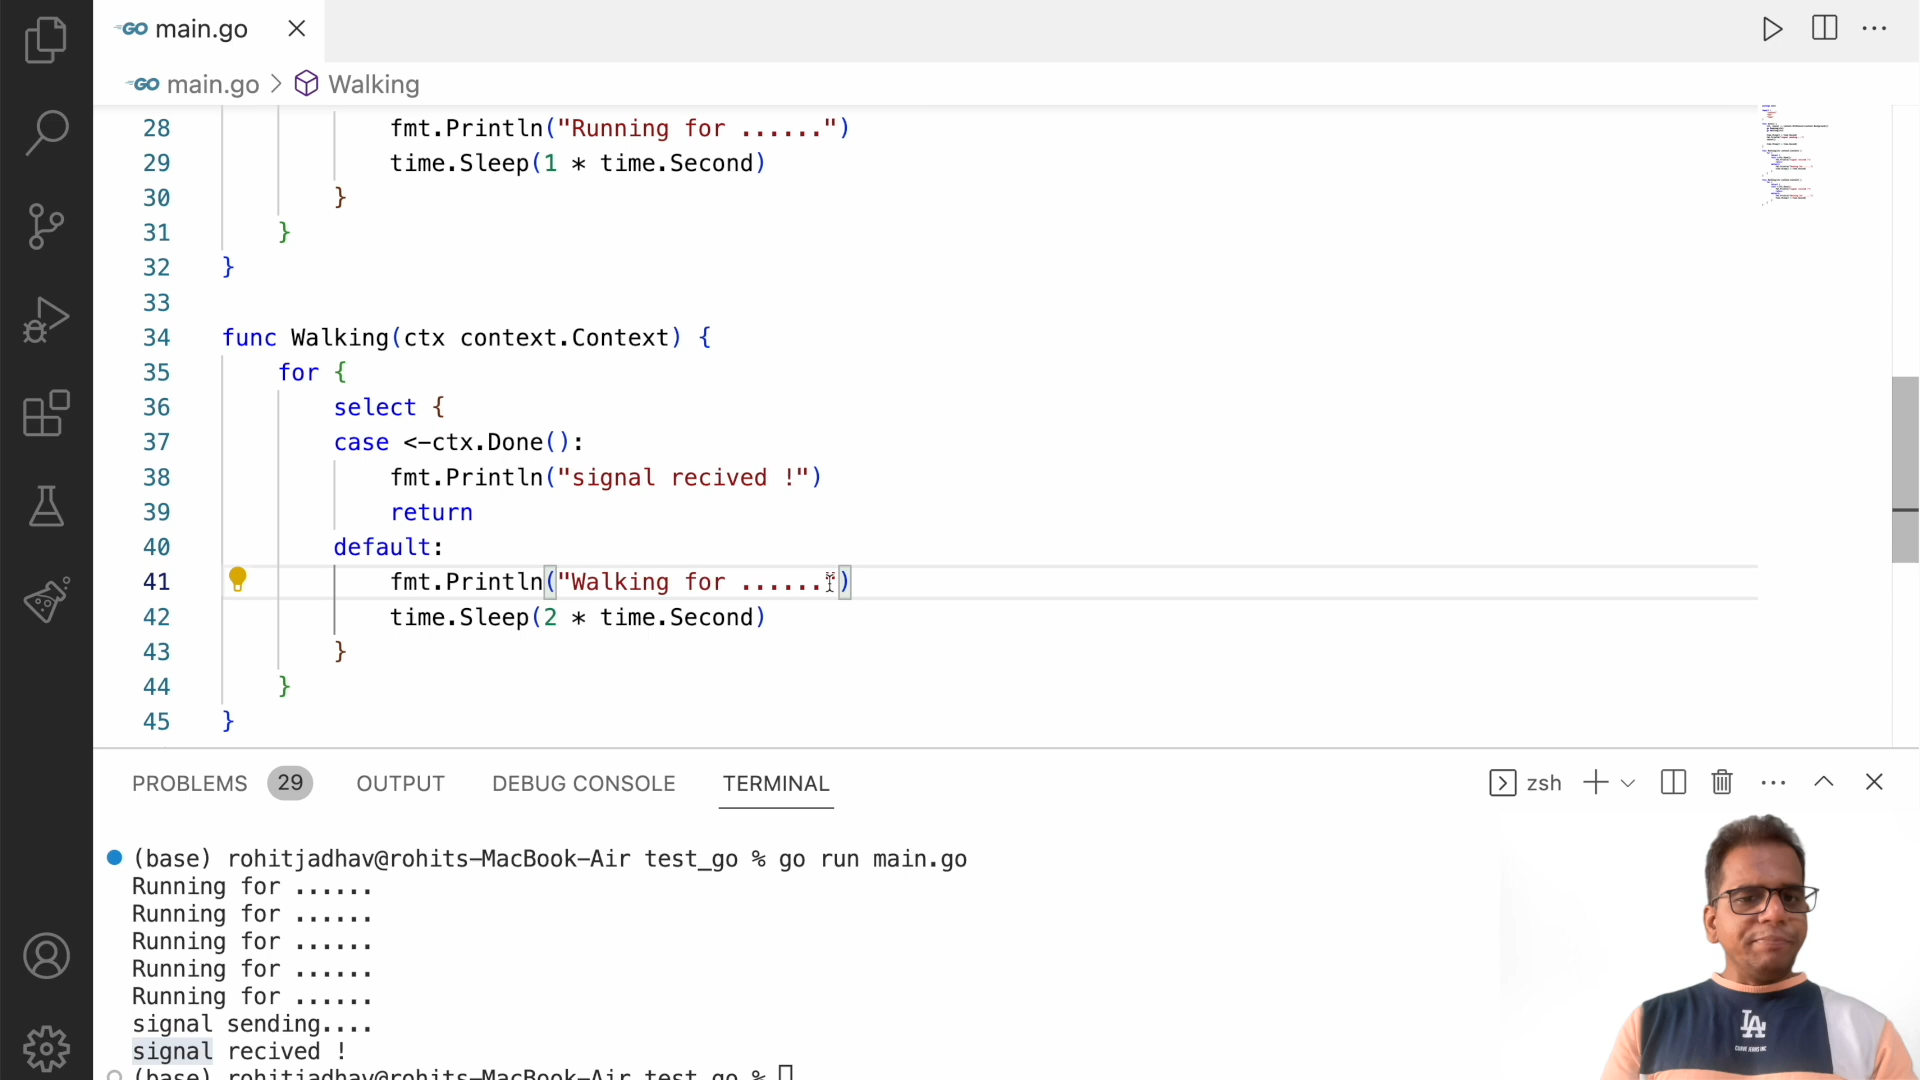 GO main.go
GO main.go > Walking
28 fmt.Println("Running for ......")
29 time.Sleep(1 * time.Second)
30 }
31 }
32 }
33
34 func Walking(ctx context.Context) {
35 for {
36 select {
37 case <-ctx.Done():
38 fmt.Println("signal recived !")
39 return
40 default:
41 fmt.Println("Walking for ......")
42 time.Sleep(2 * time.Second)
43 }
44 }
45 }
PROBLEMS 29 OUTPUT DEBUG CONSOLE TERMINAL zsh
(base) rohitjadhav@rohits-MacBook-Air test_go % go run main.go
Running for ......
Running for ......
Running for ......
Running for ......
Running for ......
signal sending....
signal recived !
(base) rohitjadhav@rohits-MacBook-Air test_go %
LA